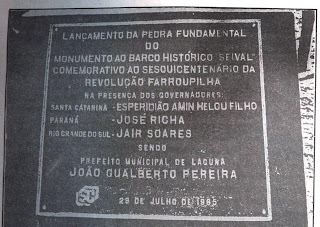 LANÇAMENTO DA PEDRA FUNDAMENTAL
DO
MONUMENTO AO BARCO HISTÓRICO "SEIVAL"
COMEMORATIVO AO SESQUICENTENÁRIO DA
REVOLUÇÃO FARROUPILHA
NA PRESENÇA DOS GOVERNADORES:
SANTA CATARINA - ESPERIDIÃO AMIN HELOU FILHO
PARANÁ - JOSÉ RICHA
RIO GRANDE DO SUL - JAIR SOARES
SENDO
PREFEITO MUNICIPAL DE LAGUNA
JOÃO GUALBERTO PEREIRA
29 DE JULHO DE 1985